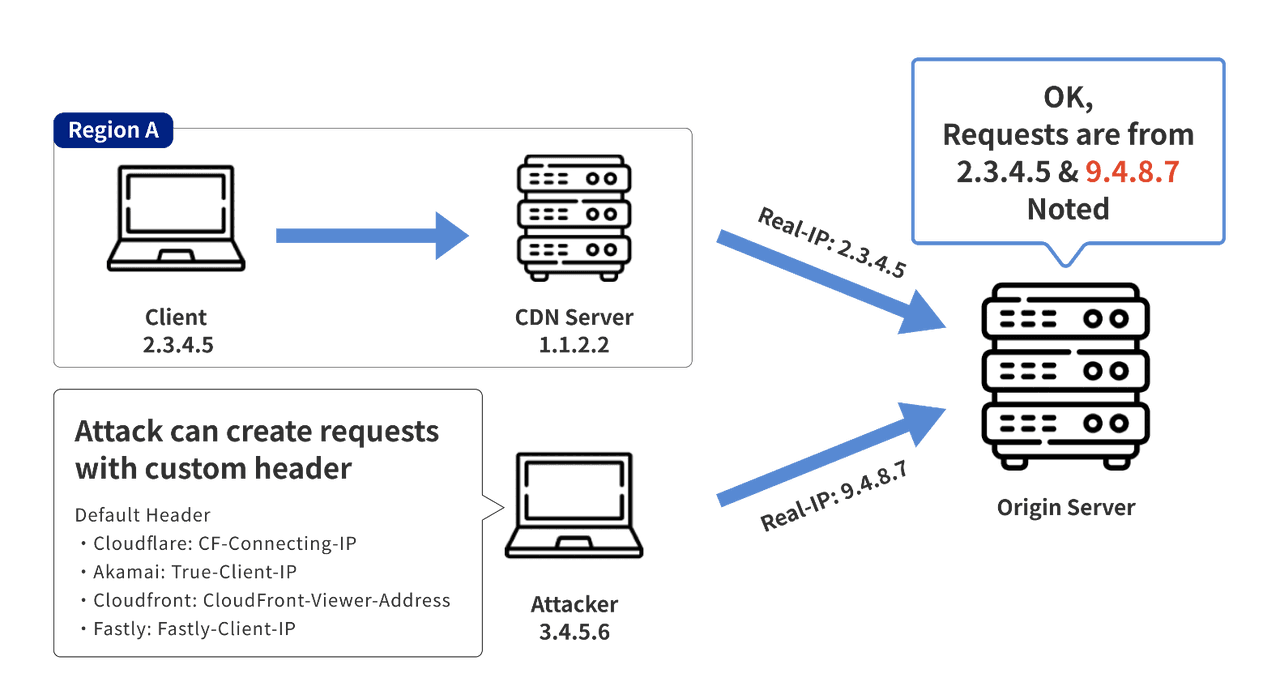 Region A
Client
2.3.4.5
CDN Server
1.1.2.2
Real-IP: 2.3.4.5
OK,
Requests are from
2.3.4.5 & 9.4.8.7
Noted
Attack can create requests
with custom header
Default Header
・Cloudflare: CF-Connecting-IP
・Akamai: True-Client-IP
・Cloudfront: CloudFront-Viewer-Address
・Fastly: Fastly-Client-IP
Attacker
3.4.5.6
Real-IP: 9.4.8.7
Origin Server